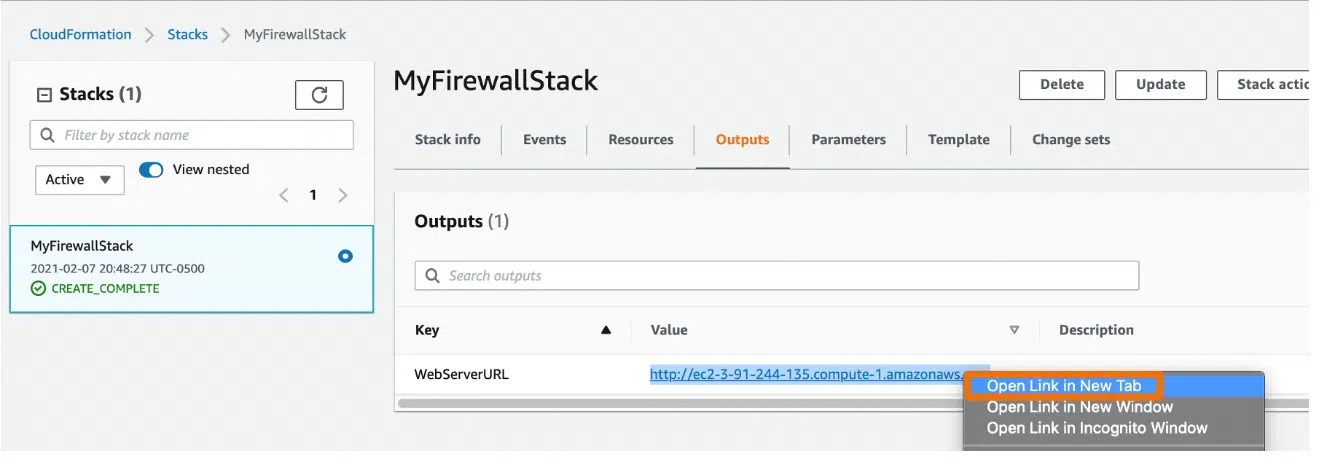 CloudFormation > Stacks > MyFirewallStack
Stacks (1)
Filter by stack name
Active
View nested
1
MyFirewallStack
2021-02-07 20:48:27 UTC-0500
CREATE_COMPLETE
MyFirewallStack
Delete
Update
Stack actio
Stack info
Events
Resources
Outputs
Parameters
Template
Change sets
Outputs (1)
Search outputs
Key
Value
Description
WebServerURL
http://ec2-3-91-244-135.compute-1.amazonaws.
Open Link in New Tab
Open Link in New Window
Open Link in Incognito Window